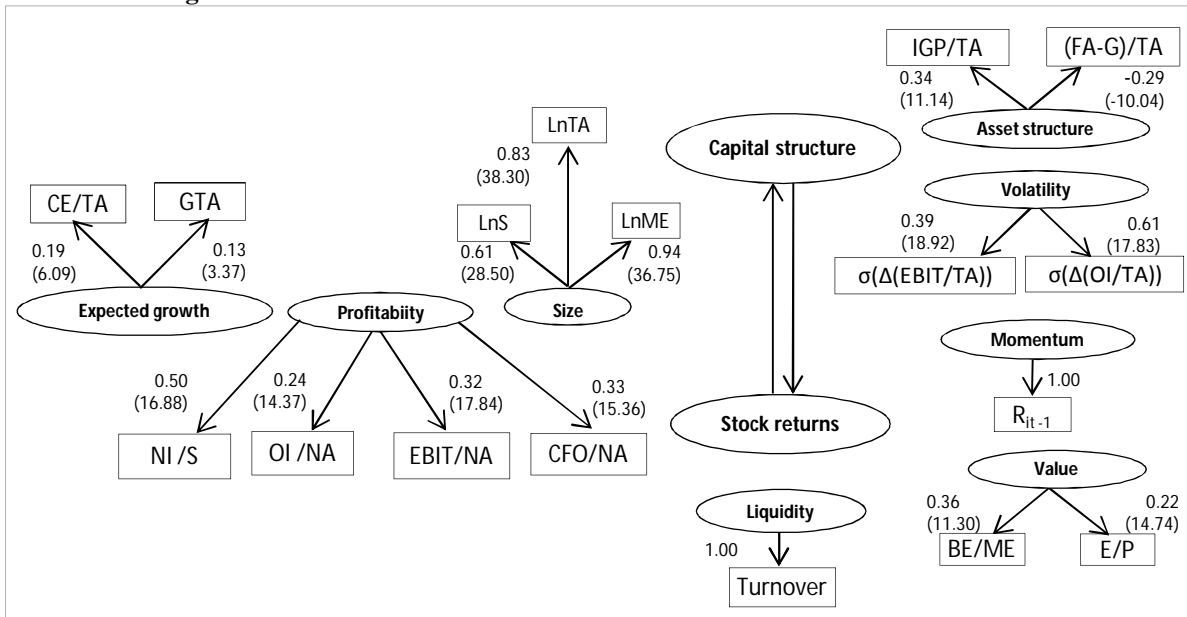 IGP/TA
(FA-G)/TA
0.34
(11.14)
-0.29
(-10.04)
Asset structure
LnTA
0.83
(38.30)
LnS
LnME
0.61
(28.50)
0.94
(36.75)
Size
Capital structure
Volatility
0.39
(18.92)
0.61
(17.83)
σ(Δ(EBIT/TA))
σ(Δ(OI/TA))
CE/TA
GTA
0.19
(6.09)
0.13
(3.37)
Expected growth
Profitabiity
0.50
(16.88)
0.24
(14.37)
0.32
(17.84)
0.33
(15.36)
NI /S
OI /NA
EBIT/NA
CFO/NA
Stock returns
Momentum
1.00
Rit -1
Value
0.36
(11.30)
0.22
(14.74)
BE/ME
E/P
Liquidity
1.00
Turnover